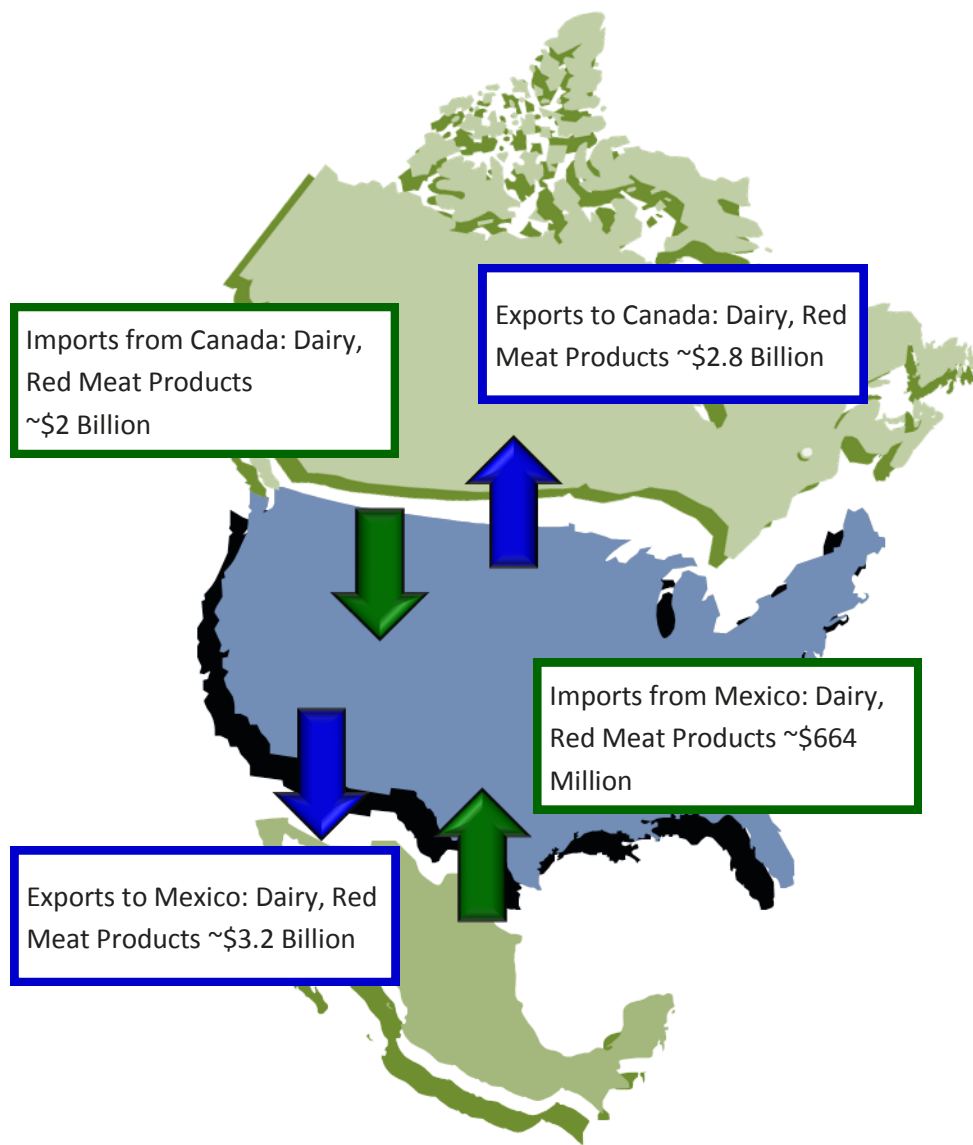 Exports to Canada: Dairy, Red
Meat Products ~$2.8 Billion
Imports from Canada: Dairy,
Red Meat Products
~$2 Billion
Imports from Mexico: Dairy,
Red Meat Products ~$664
Million
Exports to Mexico: Dairy, Red
Meat Products ~$3.2 Billion